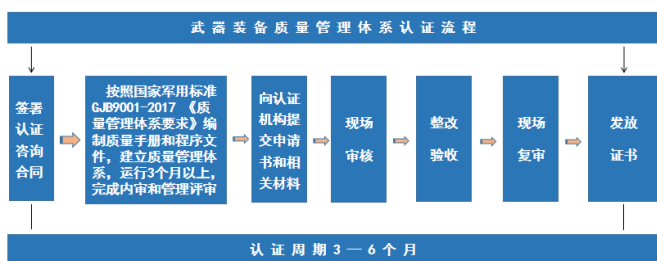 武器装备质量管理体系认证流程
签署
认证
咨询
合同
按照国家军用标准
GJB9001-2017 《质
量管理体系要求》编
制质量手册和程序文
件，建立质量管理体
系，运行3个月以上，
完成内审和管理评审
向认证
机构提
交申请
书和相
关材料
现场
审核
整改
验收
现场
复审
发放
证书
认证周期3—6个月